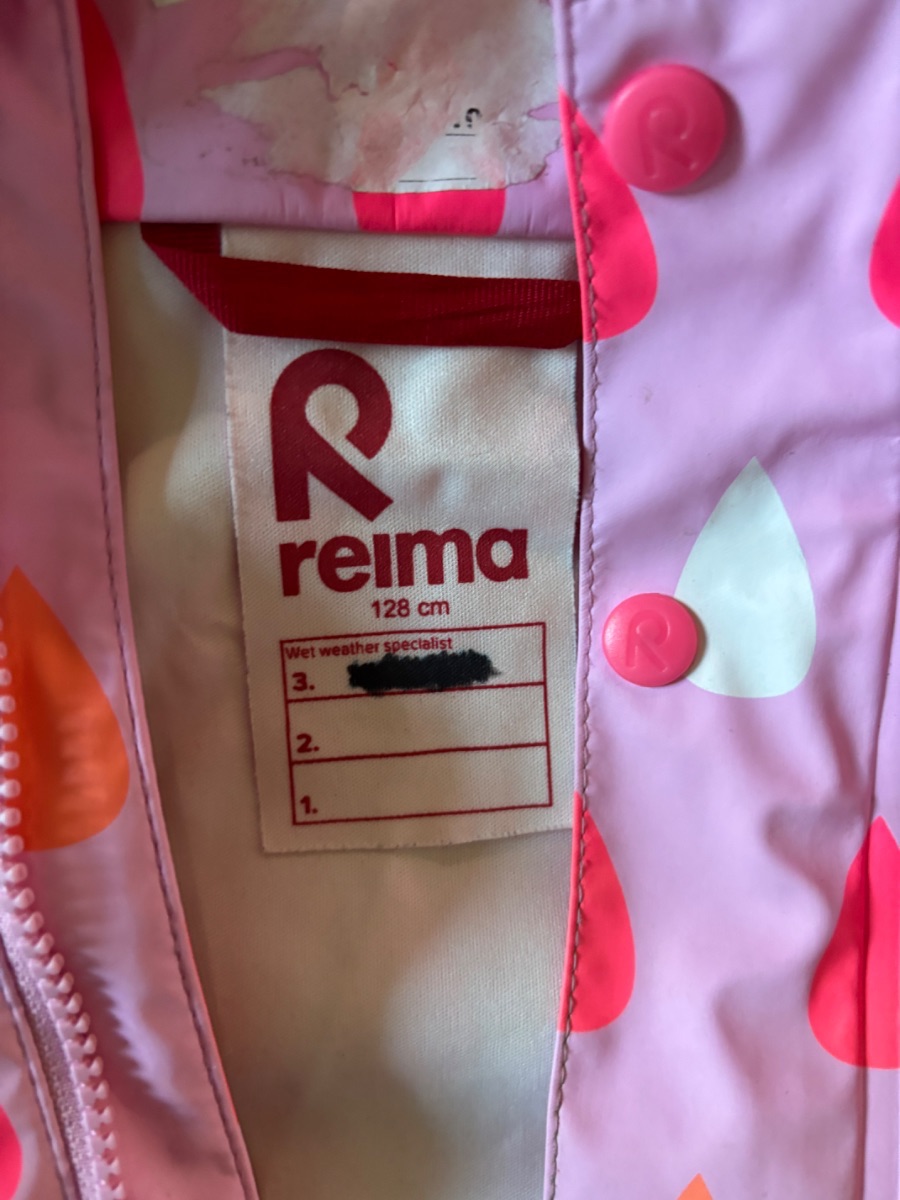 reima
128 cm
Wet weather specialist
3.
2.
1.